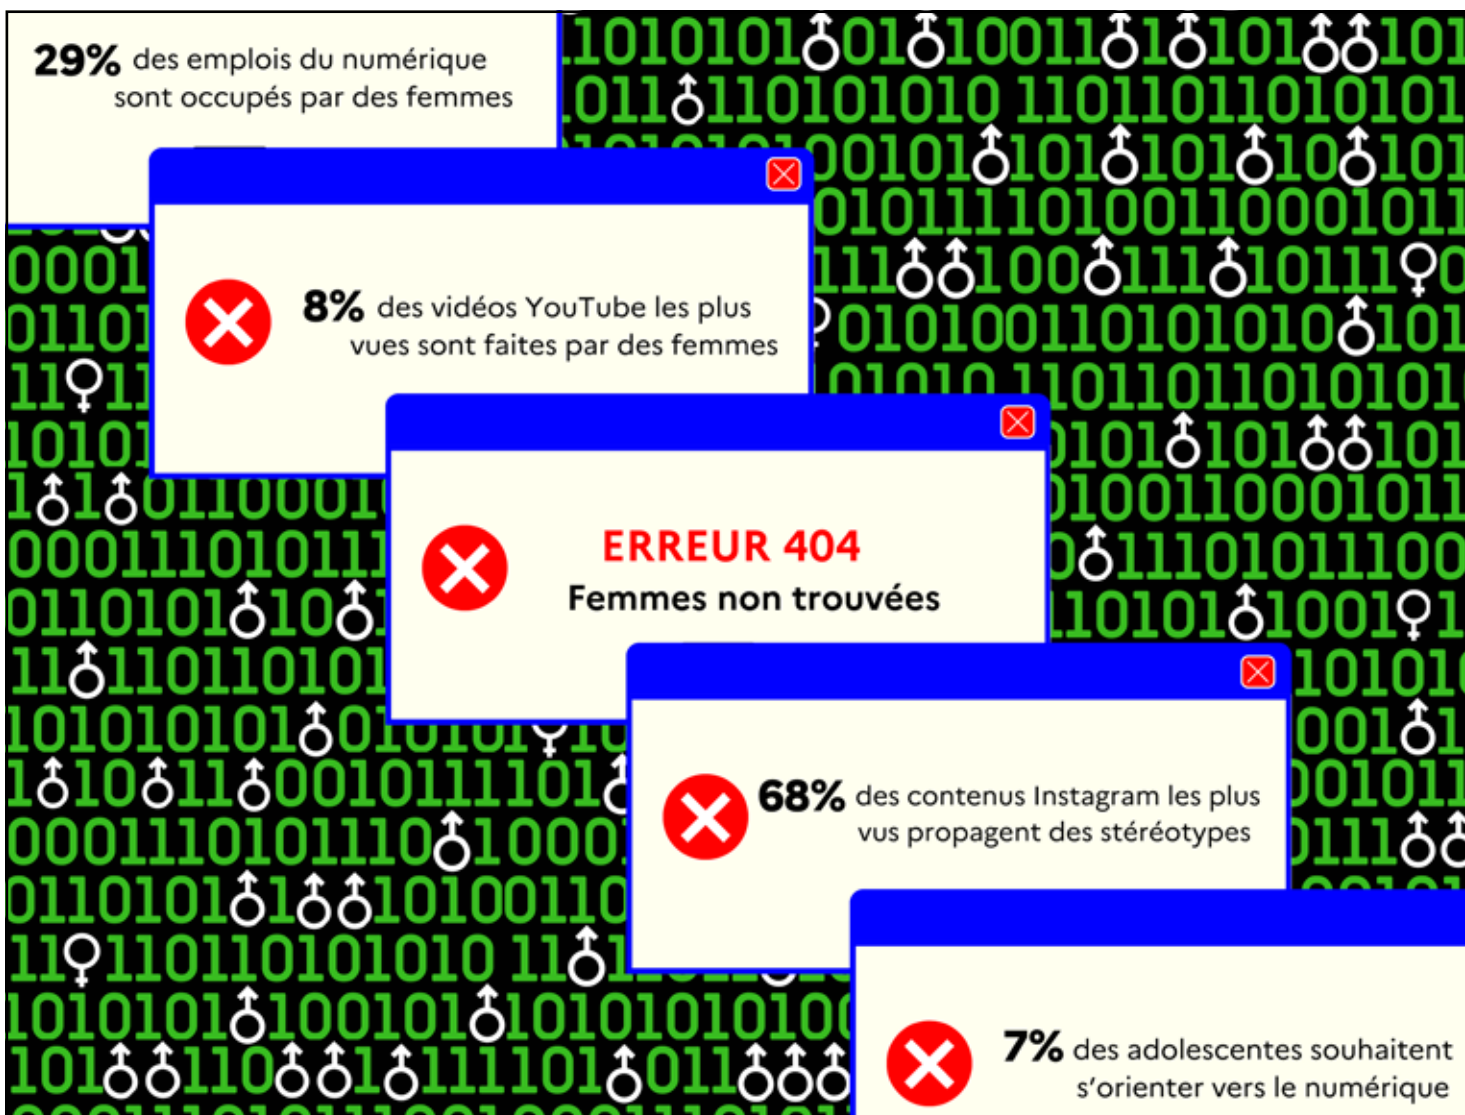 29% des emplois du numérique
sont occupés par des femmes
8% des vidéos YouTube les plus
vues sont faites par des femmes
ERREUR 404
Femmes non trouvées
68% des contenus Instagram les plus
vus propagent des stéréotypes
7% des adolescentes souhaitent
s'orienter vers le numérique